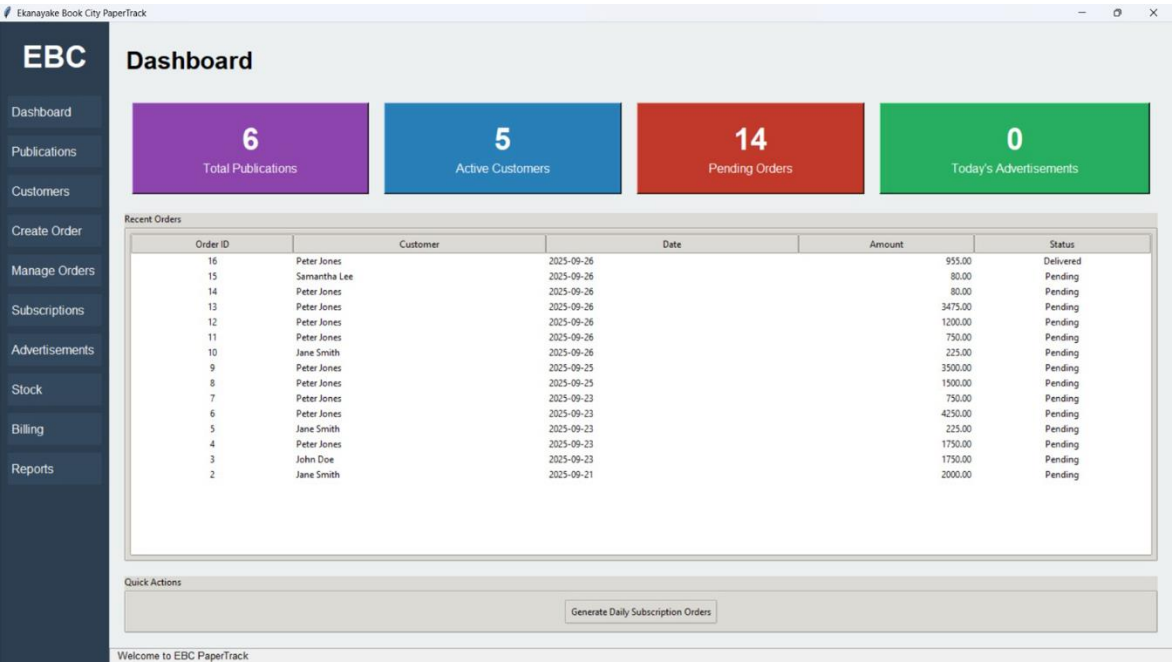 Ekanayake Book City PaperTrack
EBC
Dashboard
Publications
Customers
Create Order
Manage Orders
Subscriptions
Advertisements
Stock
Billing
Reports
Dashboard
6
Total Publications
5
Active Customers
14
Pending Orders
0
Today's Advertisements
Recent Orders
Order ID Customer Date Amount Status
16 Peter Jones 2025-09-26 955.00 Delivered
15 Samantha Lee 2025-09-26 80.00 Pending
14 Peter Jones 2025-09-26 80.00 Pending
13 Peter Jones 2025-09-26 3475.00 Pending
12 Peter Jones 2025-09-26 1200.00 Pending
11 Peter Jones 2025-09-26 750.00 Pending
10 Jane Smith 2025-09-26 225.00 Pending
9 Peter Jones 2025-09-25 3500.00 Pending
8 Peter Jones 2025-09-25 1500.00 Pending
7 Peter Jones 2025-09-23 750.00 Pending
6 Peter Jones 2025-09-23 4250.00 Pending
5 Jane Smith 2025-09-23 225.00 Pending
4 Peter Jones 2025-09-23 1750.00 Pending
3 John Doe 2025-09-23 1750.00 Pending
2 Jane Smith 2025-09-21 2000.00 Pending
Quick Actions
Generate Daily Subscription Orders
Welcome to EBC PaperTrack